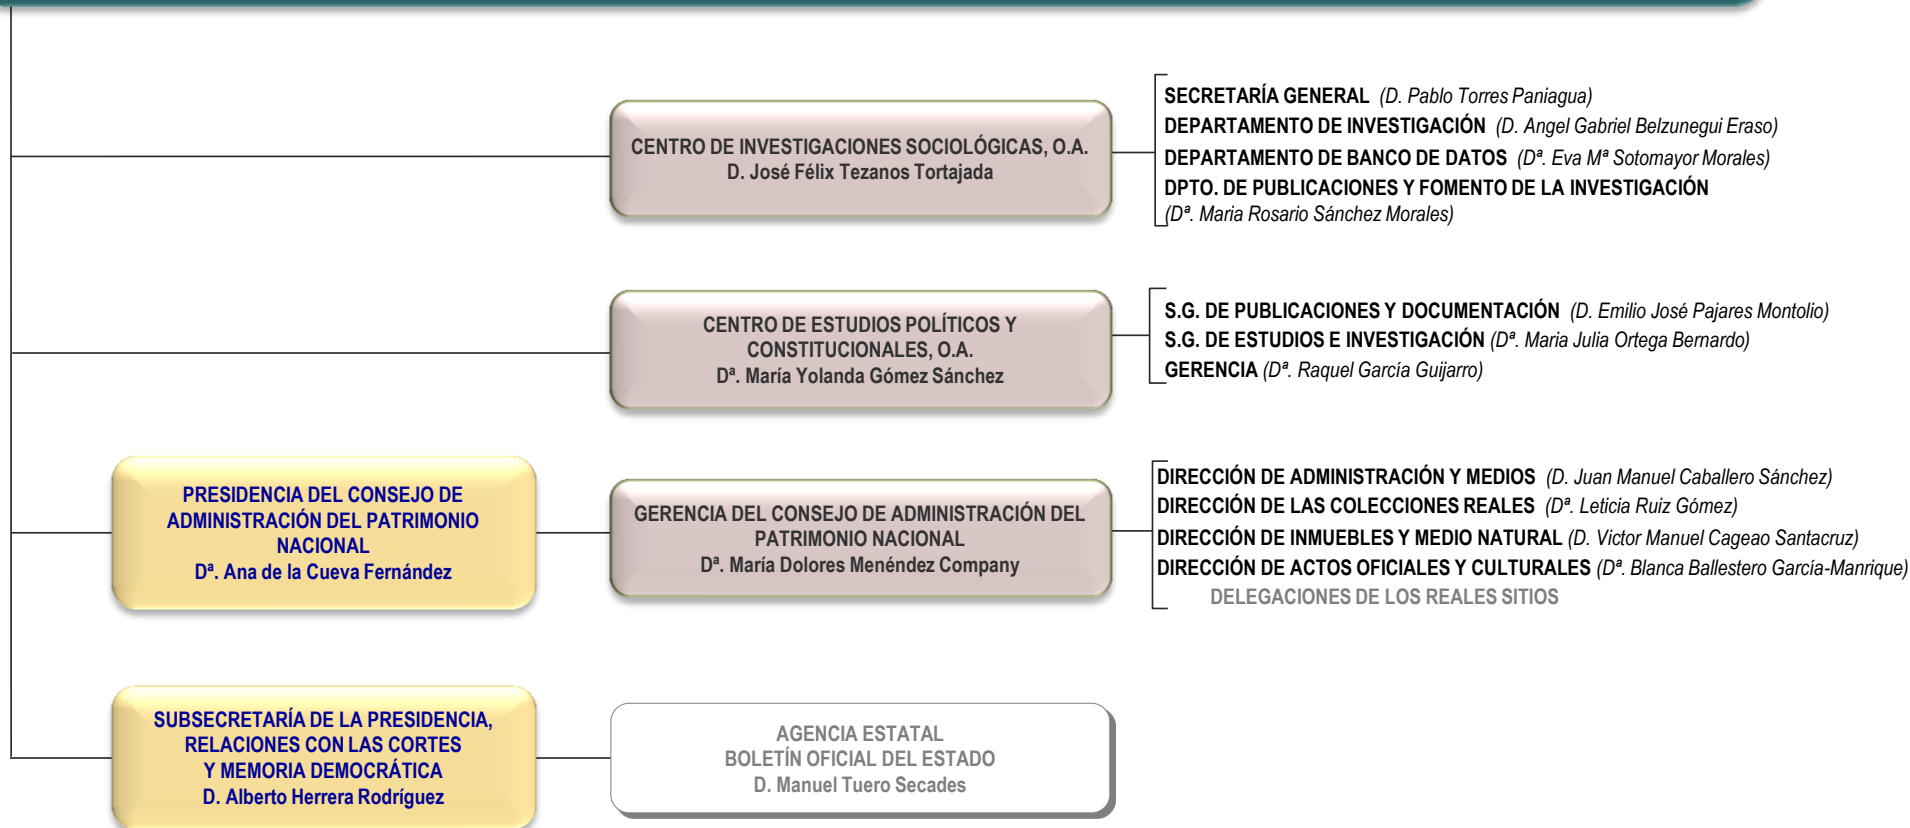 CENTRO DE INVESTIGACIONES SOCIOLÓGICAS, O.A.
D. José Félix Tezanos Tortajada
SECRETARÍA GENERAL (D. Pablo Torres Paniagua)
DEPARTAMENTO DE INVESTIGACIÓN (D. Angel Gabriel Belzunegui Eraso)
DEPARTAMENTO DE BANCO DE DATOS (Dª. Eva Mª Sotomayor Morales)
DPTO. DE PUBLICACIONES Y FOMENTO DE LA INVESTIGACIÓN
(Dª. Maria Rosario Sánchez Morales)
CENTRO DE ESTUDIOS POLÍTICOS Y
CONSTITUCIONALES, O.A.
Dª. María Yolanda Gómez Sánchez
S.G. DE PUBLICACIONES Y DOCUMENTACIÓN (D. Emilio José Pajares Montolio)
S.G. DE ESTUDIOS E INVESTIGACIÓN (Dª. Maria Julia Ortega Bernardo)
GERENCIA (Dª. Raquel García Guijarro)
PRESIDENCIA DEL CONSEJO DE
ADMINISTRACIÓN DEL PATRIMONIO
NACIONAL
Dª. Ana de la Cueva Fernández
GERENCIA DEL CONSEJO DE ADMINISTRACIÓN DEL
PATRIMONIO NACIONAL
Dª. María Dolores Menéndez Company
DIRECCIÓN DE ADMINISTRACIÓN Y MEDIOS (D. Juan Manuel Caballero Sánchez)
DIRECCIÓN DE LAS COLECCIONES REALES (Dª. Leticia Ruiz Gómez)
DIRECCIÓN DE INMUEBLES Y MEDIO NATURAL (D. Victor Manuel Cageao Santacruz)
DIRECCIÓN DE ACTOS OFICIALES Y CULTURALES (Dª. Blanca Ballestero García-Manrique)
DELEGACIONES DE LOS REALES SITIOS
SUBSECRETARÍA DE LA PRESIDENCIA,
RELACIONES CON LAS CORTES
Y MEMORIA DEMOCRÁTICA
D. Alberto Herrera Rodríguez
AGENCIA ESTATAL
BOLETÍN OFICIAL DEL ESTADO
D. Manuel Tuero Secades